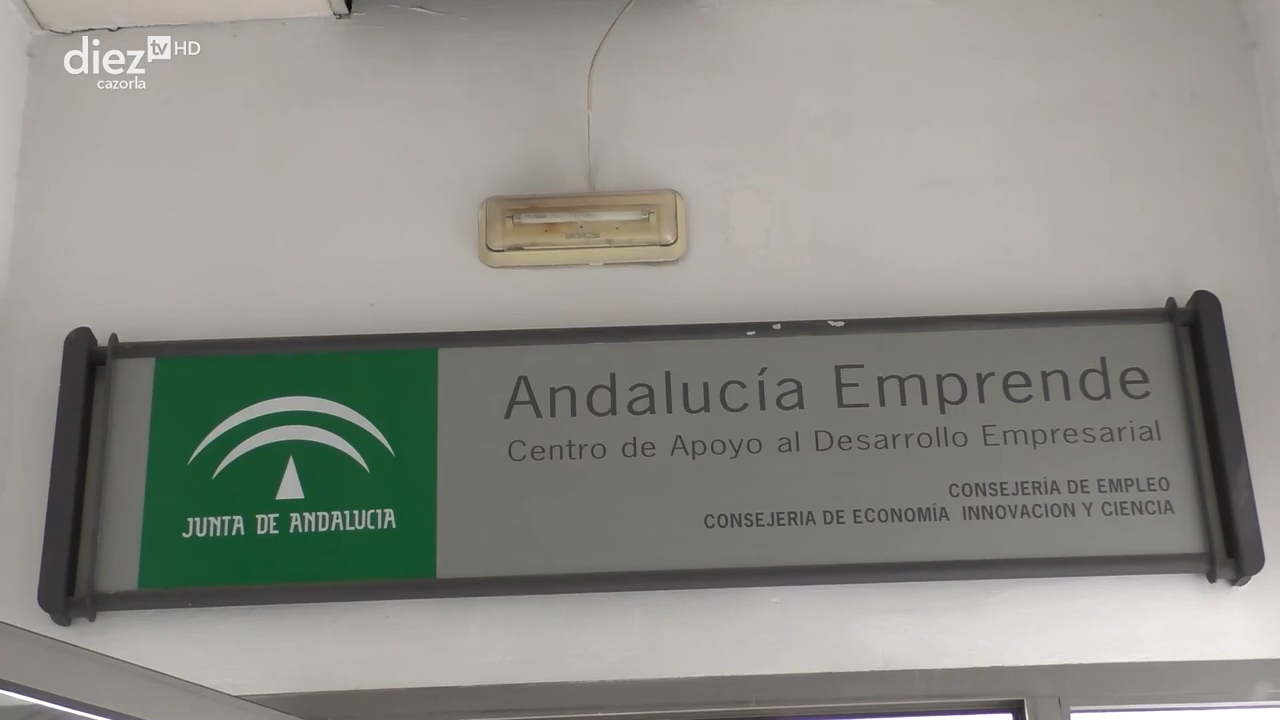 diez tv HD
cazorla
Andalucía Emprende
Centro de Apoyo al Desarrollo Empresarial
CONSEJERÍA DE EMPLEO
CONSEJERIA DE ECONOMÍA INNOVACION Y CIENCIA
JUNTA DE ANDALUCIA